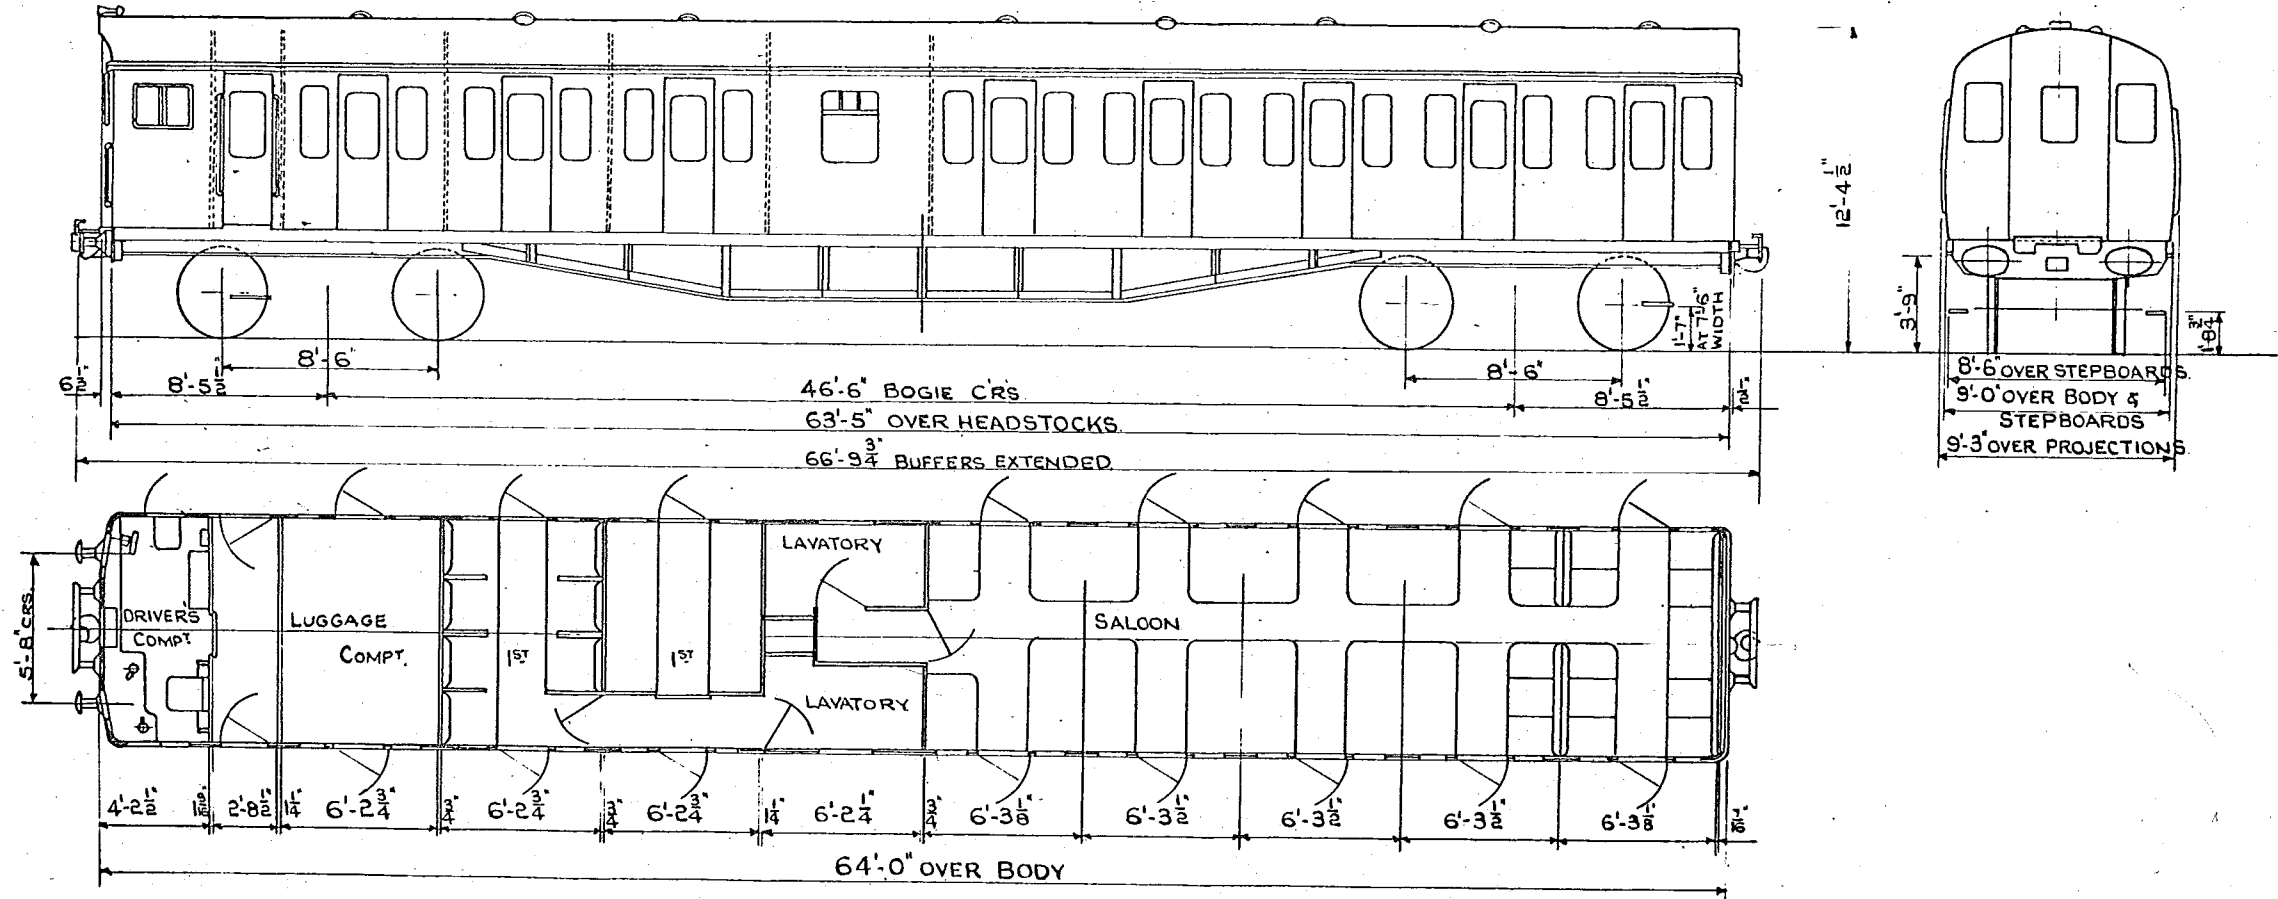 12'-4½"
3'-9"
1'-7"
AT 7'-6"
WIDTH
1'-8¾"
6½"
8'-5½"
8'-6"
46'-6" BOGIE C'RS
8'-6"
8'-5½"
½"
63'-5" OVER HEADSTOCKS
66'-9¾" BUFFERS EXTENDED
8'-6" OVER STEPBOARDS.
9'-0" OVER BODY &
STEPBOARDS
9'-3" OVER PROJECTIONS
5'-8" CRS.
DRIVER'S
COMPT.
LUGGAGE
COMPT.
1ST
1ST
LAVATORY
LAVATORY
SALOON
4'-2½"
2'-8½"
1¼"
6'-2¾"
¾"
6'-2¾"
¾"
6'-2¾"
1¼"
6'-2¼"
¾"
6'-3⅛"
6'-3½"
6'-3½"
6'-3½"
6'-3⅛"
64'-0" OVER BODY